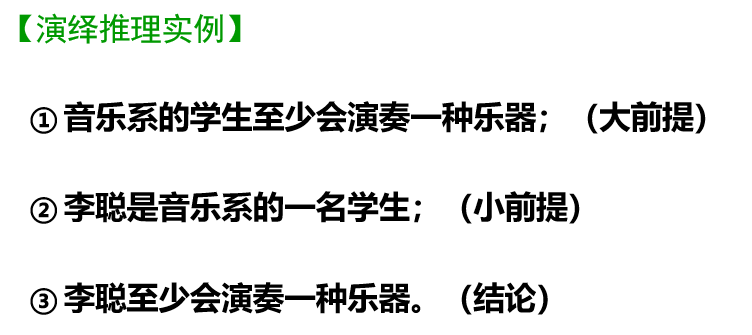 【演绎推理实例】
① 音乐系的学生至少会演奏一种乐器；（大前提）
② 李聪是音乐系的一名学生；（小前提）
③ 李聪至少会演奏一种乐器。（结论）